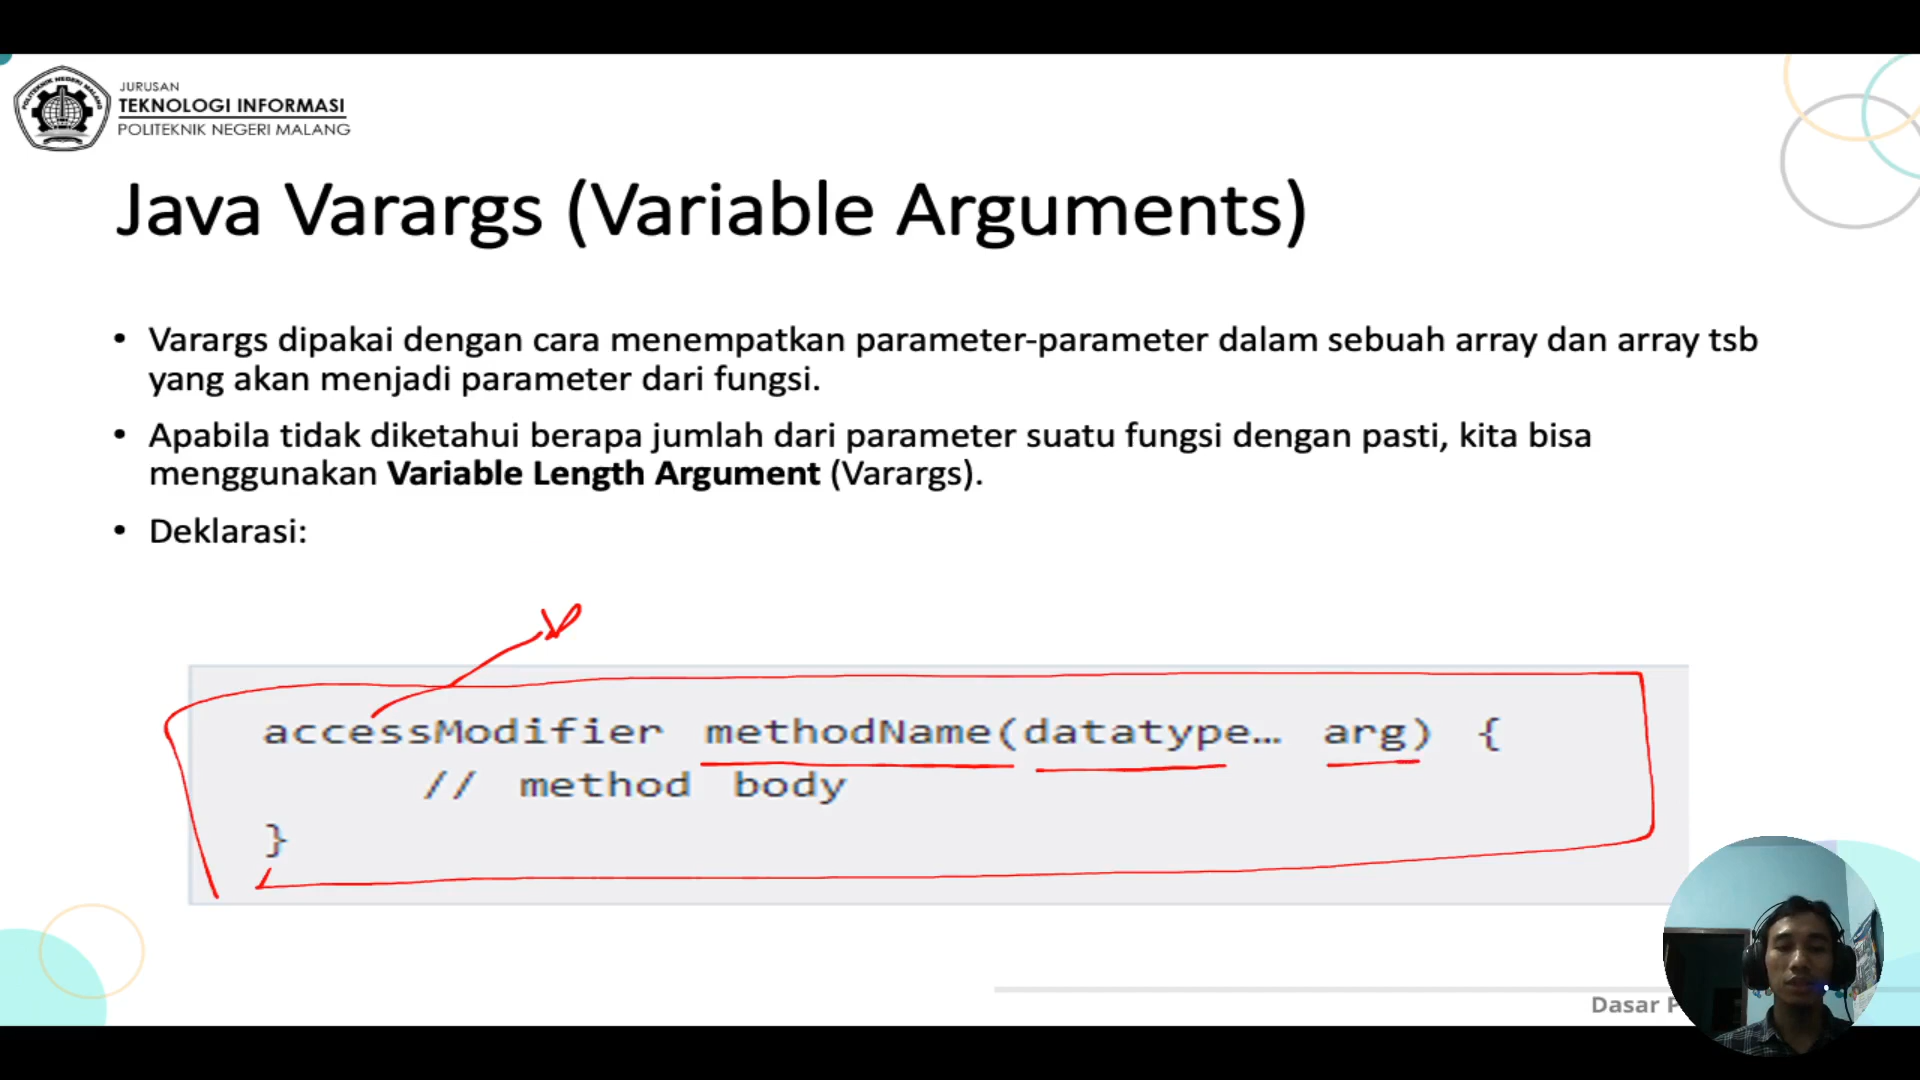 JURUSAN
TEKNOLOGI INFORMASI
POLITEKNIK NEGERI MALANG
Java Varargs (Variable Arguments)
• Varargs dipakai dengan cara menempatkan parameter-parameter dalam sebuah array dan array tsb
yang akan menjadi parameter dari fungsi.
• Apabila tidak diketahui berapa jumlah dari parameter suatu fungsi dengan pasti, kita bisa
menggunakan Variable Length Argument (Varargs).
• Deklarasi:
accessModifier methodName(datatype… arg) {
// method body
}
Dasar